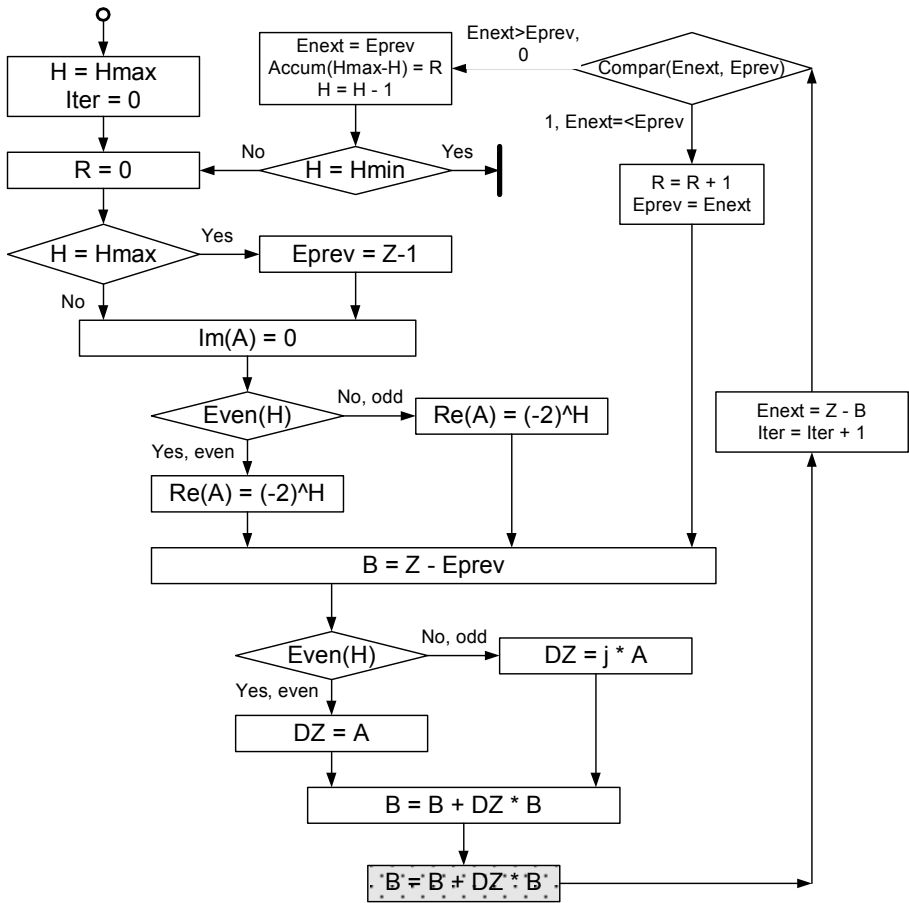 H = Hmax
Iter = 0
R = 0
H = Hmax
Yes
No
Eprev = Z-1
Im(A) = 0
Even(H)
No, odd
Yes, even
Re(A) = (-2)^H
Re(A) = (-2)^H
B = Z - Eprev
Even(H)
No, odd
Yes, even
DZ = j * A
DZ = A
B = B + DZ * B
B = B + DZ * B
Enext = Z - B
Iter = Iter + 1
Compar(Enext, Eprev)
Enext>Eprev,
0
1, Enext=<Eprev
R = R + 1
Eprev = Enext
Enext = Eprev
Accum(Hmax-H) = R
H = H - 1
H = Hmin
No
Yes